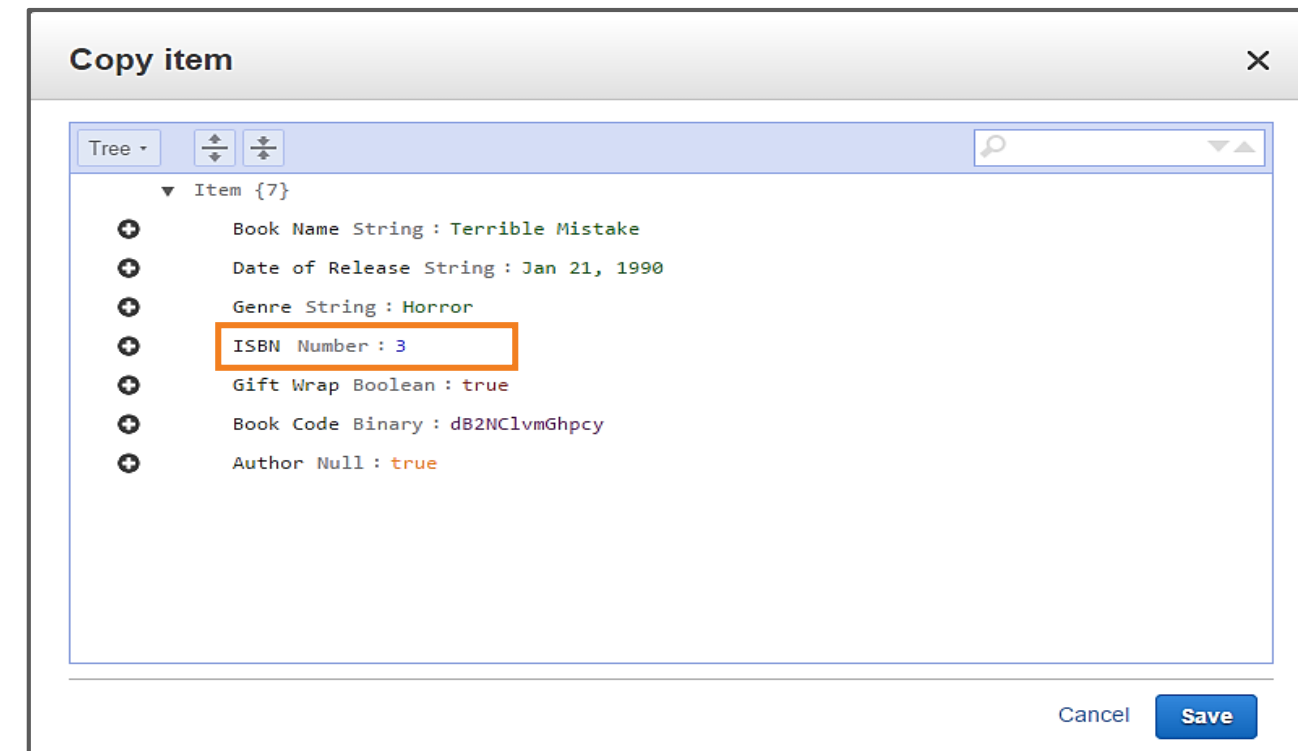 Copy item
Tree
Item {7}
Book Name String : Terrible Mistake
Date of Release String : Jan 21, 1990
Genre String : Horror
ISBN Number : 3
Gift Wrap Boolean : true
Book Code Binary : dB2NClvmGhpcy
Author Null : true
Cancel Save